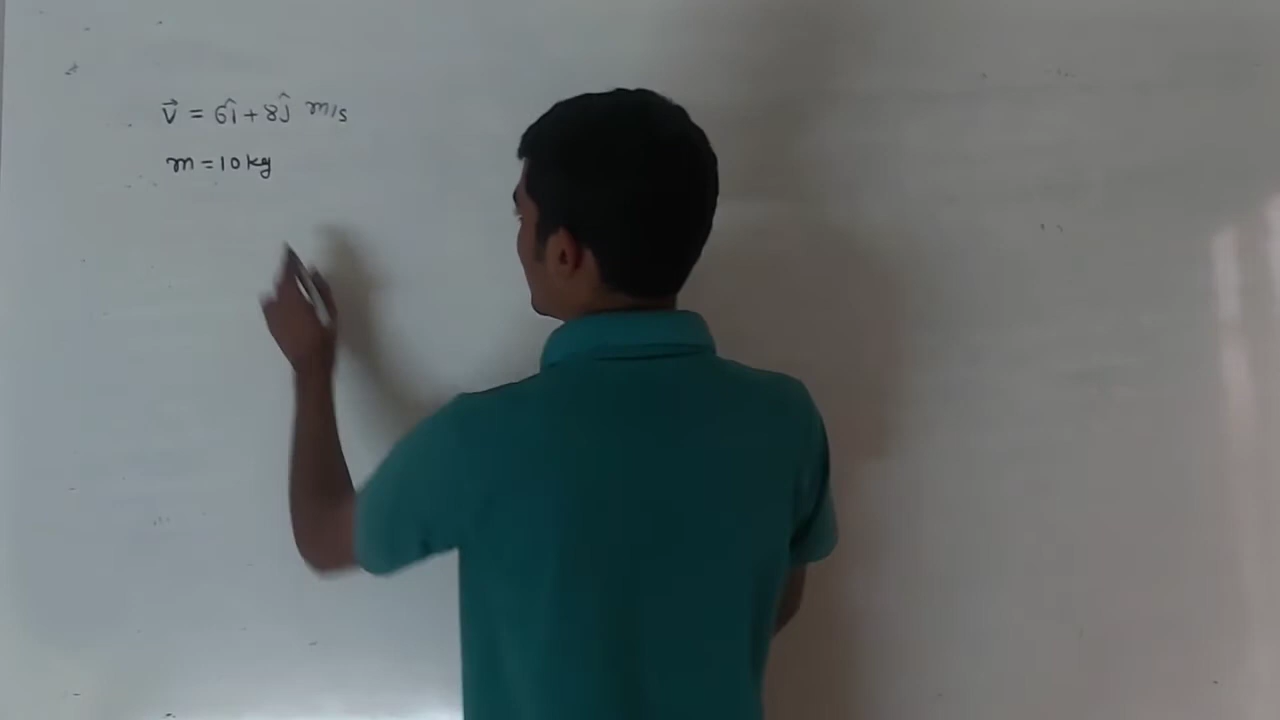 v⃗ = 6î + 8ĵ m/s
m = 10 kg